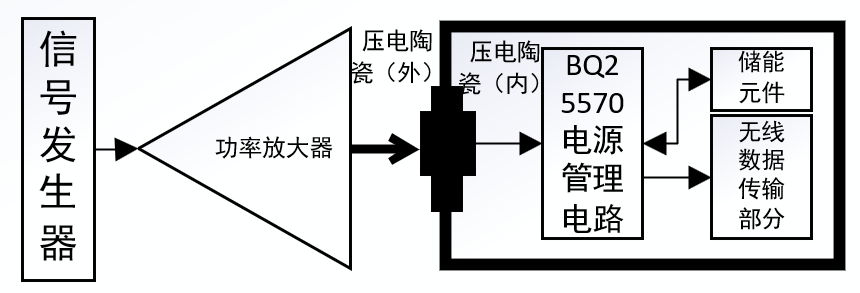 信
号
发
生
器
功率放大器
压电陶
瓷（外）
压电陶
瓷（内）
BQ2
5570
电源
管理
电路
储能
元件
无线
数据
传输
部分